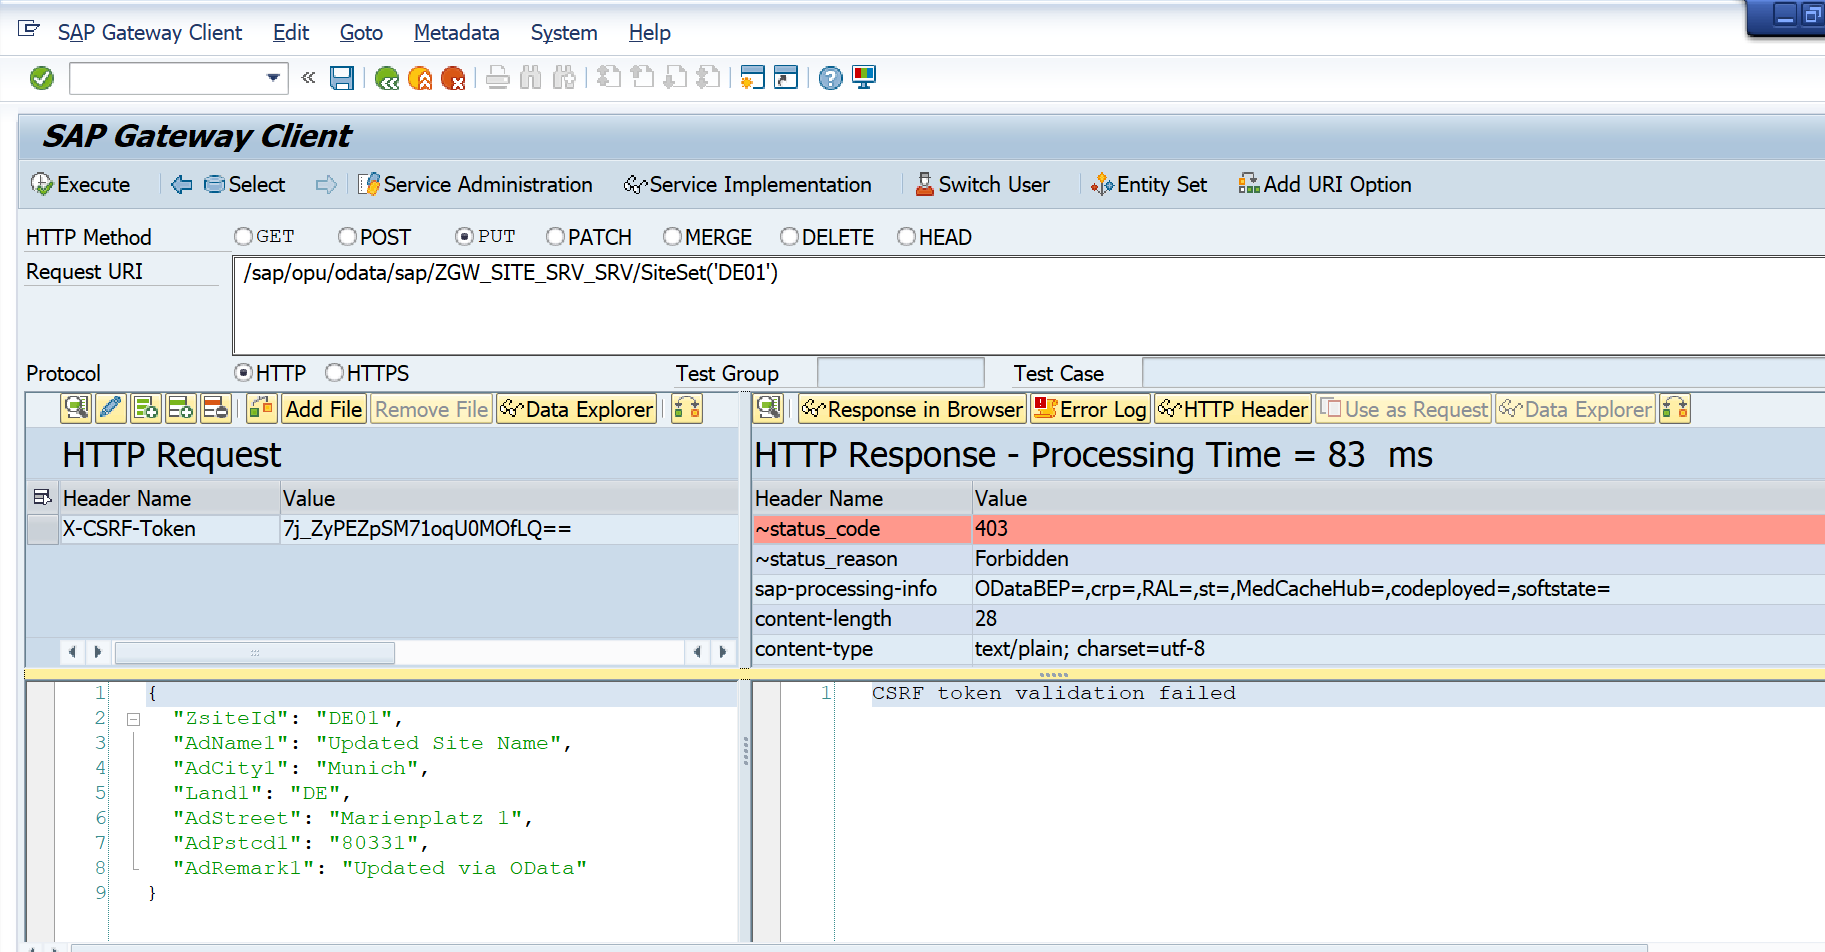 SAP Gateway Client Edit Goto Metadata System Help
«
SAP Gateway Client
Execute Select Service Administration Service Implementation Switch User Entity Set Add URI Option
HTTP Method GET POST PUT PATCH MERGE DELETE HEAD
Request URI /sap/opu/odata/sap/ZGW_SITE_SRV_SRV/SiteSet('DE01')
Protocol HTTP HTTPS Test Group Test Case
Add File Remove File Data Explorer
HTTP Request
Header Name Value
X-CSRF-Token 7j_ZyPEZpSM71oqU0MOfLQ==
1 {
2 "ZsiteId": "DE01",
3 "AdName1": "Updated Site Name",
4 "AdCity1": "Munich",
5 "Land1": "DE",
6 "AdStreet": "Marienplatz 1",
7 "AdPstcd1": "80331",
8 "AdRemark1": "Updated via OData"
9 }
Response in Browser Error Log HTTP Header Use as Request Data Explorer
HTTP Response - Processing Time = 83 ms
Header Name Value
~status_code 403
~status_reason Forbidden
sap-processing-info ODataBEP=,crp=,RAL=,st=,MedCacheHub=,codeployed=,softstate=
content-length 28
content-type text/plain; charset=utf-8
1 CSRF token validation failed